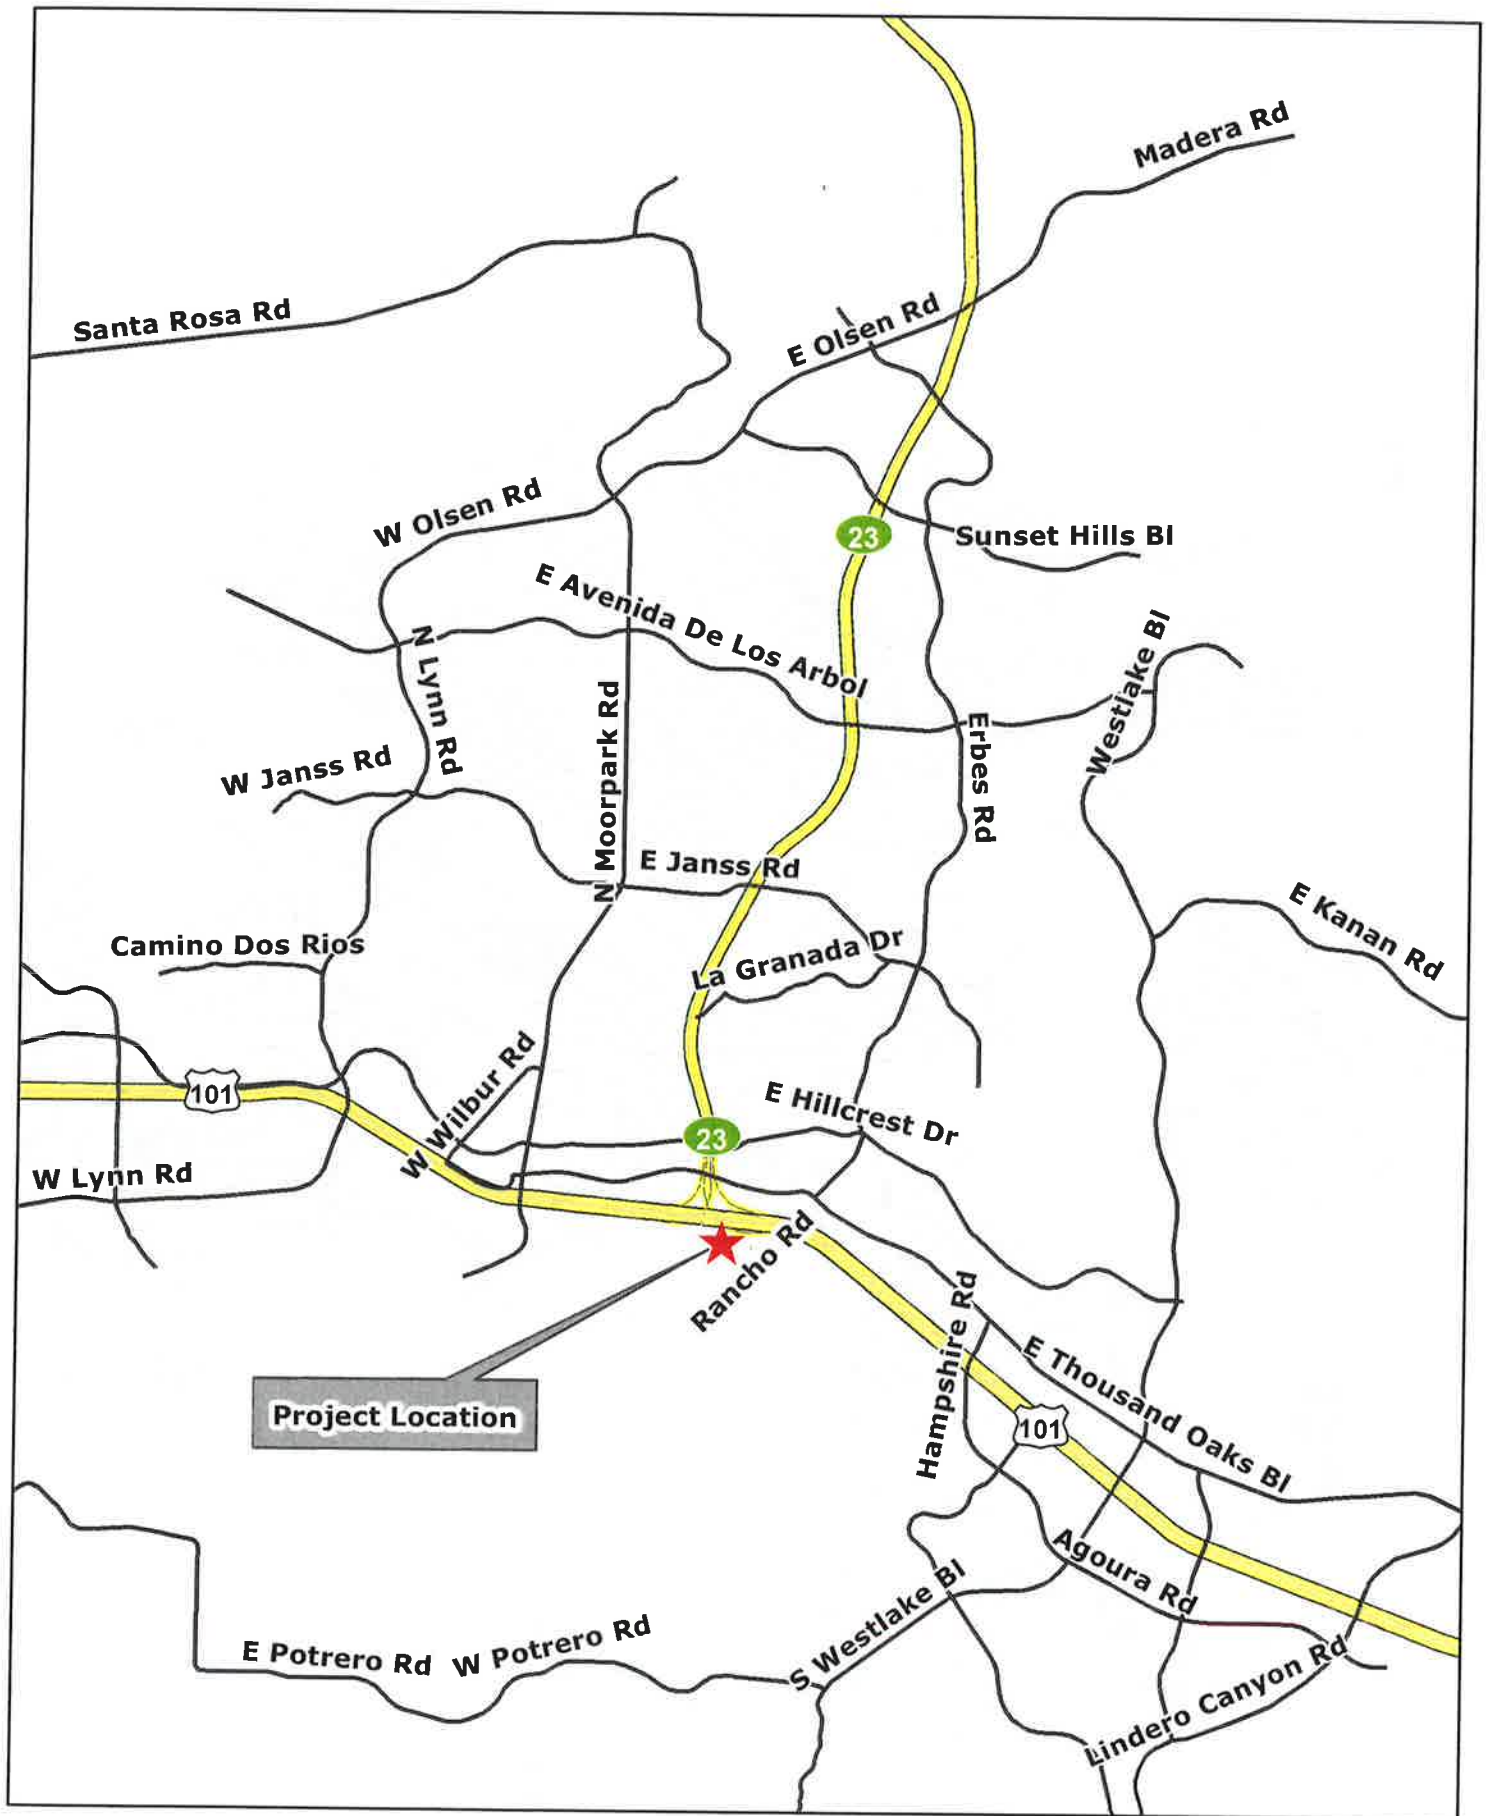 Madera Rd
Santa Rosa Rd
E Olsen Rd
W Olsen Rd
23
Sunset Hills Bl
E Avenida De Los Arbol
N Lynn Rd
Westlake Bl
N Moorpark Rd
Erbes Rd
W Janss Rd
E Janss Rd
E Kanan Rd
Camino Dos Rios
La Granada Dr
101
W Wilbur Rd
E Hillcrest Dr
23
W Lynn Rd
Rancho Rd
Hampshire Rd
E Thousand Oaks Bl
Project Location
101
Agoura Rd
S Westlake Bl
E Potrero Rd
W Potrero Rd
Lindero Canyon Rd